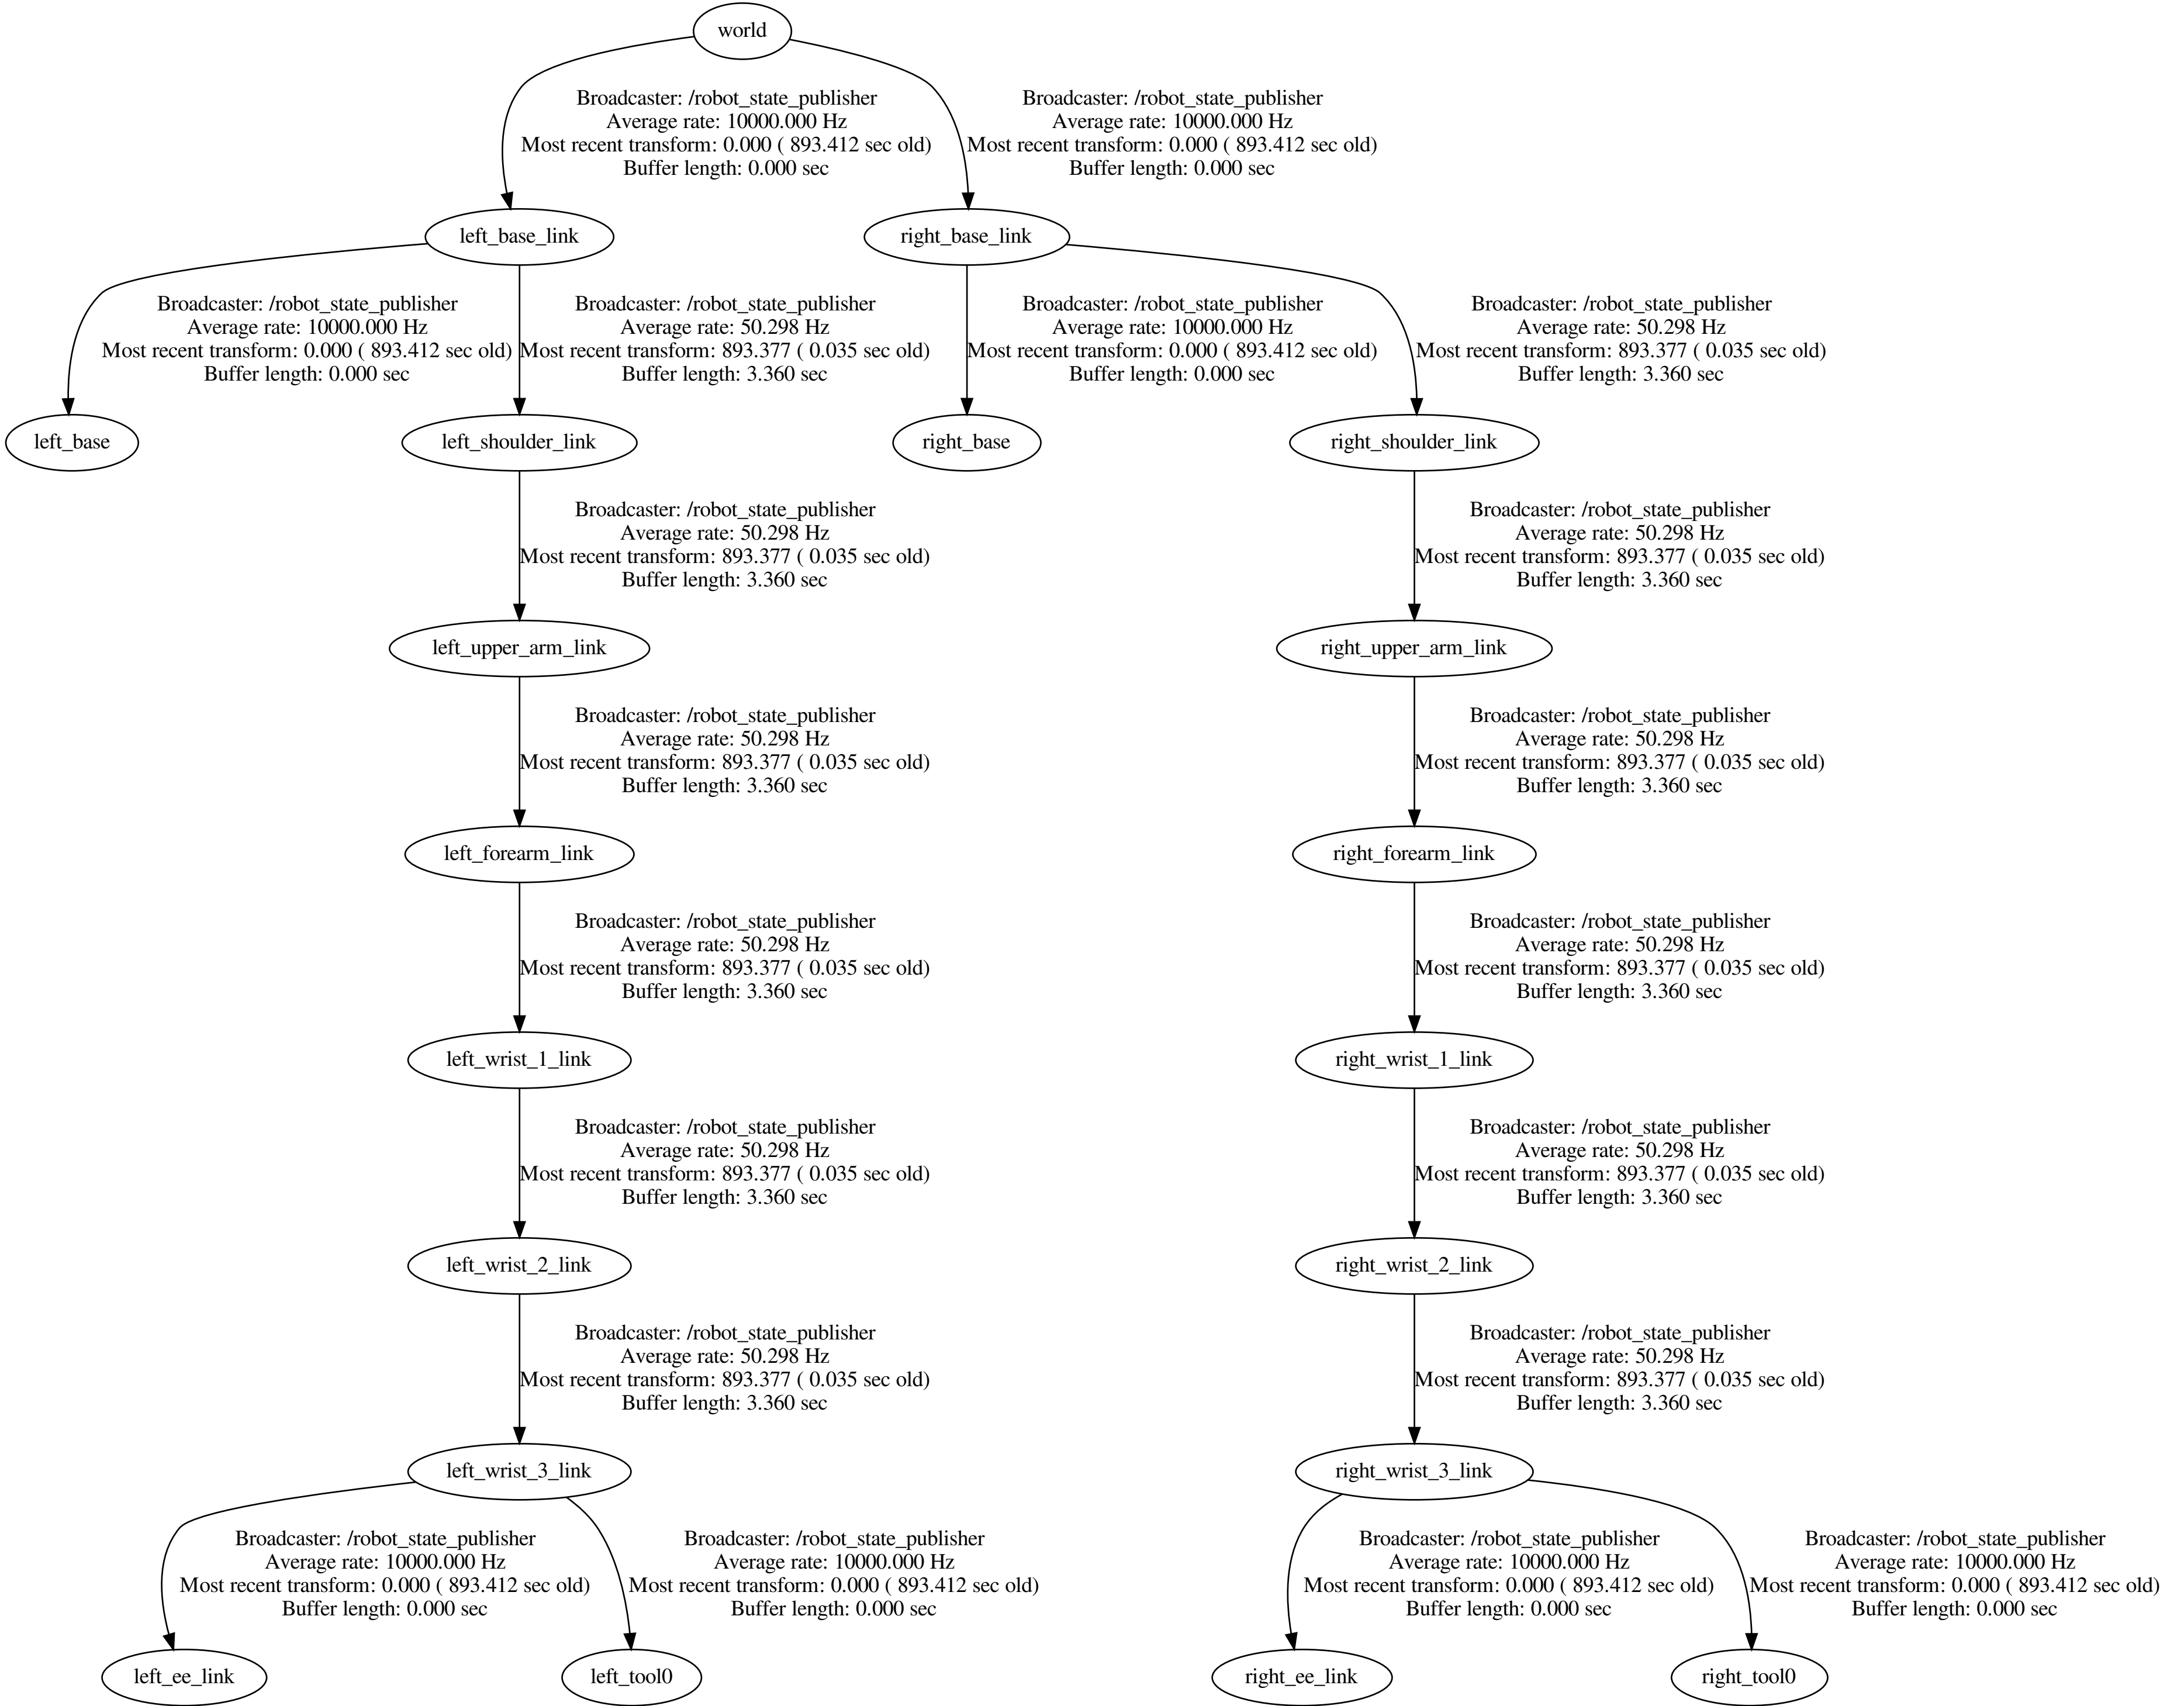 world
Broadcaster: /robot_state_publisher
Average rate: 10000.000 Hz
Most recent transform: 0.000 ( 893.412 sec old)
Buffer length: 0.000 sec
Broadcaster: /robot_state_publisher
Average rate: 10000.000 Hz
Most recent transform: 0.000 ( 893.412 sec old)
Buffer length: 0.000 sec
left_base_link
right_base_link
Broadcaster: /robot_state_publisher
Average rate: 10000.000 Hz
Most recent transform: 0.000 ( 893.412 sec old)
Buffer length: 0.000 sec
Broadcaster: /robot_state_publisher
Average rate: 50.298 Hz
Most recent transform: 893.377 ( 0.035 sec old)
Buffer length: 3.360 sec
Broadcaster: /robot_state_publisher
Average rate: 10000.000 Hz
Most recent transform: 0.000 ( 893.412 sec old)
Buffer length: 0.000 sec
Broadcaster: /robot_state_publisher
Average rate: 50.298 Hz
Most recent transform: 893.377 ( 0.035 sec old)
Buffer length: 3.360 sec
left_base
left_shoulder_link
right_base
right_shoulder_link
Broadcaster: /robot_state_publisher
Average rate: 50.298 Hz
Most recent transform: 893.377 ( 0.035 sec old)
Buffer length: 3.360 sec
Broadcaster: /robot_state_publisher
Average rate: 50.298 Hz
Most recent transform: 893.377 ( 0.035 sec old)
Buffer length: 3.360 sec
left_upper_arm_link
right_upper_arm_link
Broadcaster: /robot_state_publisher
Average rate: 50.298 Hz
Most recent transform: 893.377 ( 0.035 sec old)
Buffer length: 3.360 sec
Broadcaster: /robot_state_publisher
Average rate: 50.298 Hz
Most recent transform: 893.377 ( 0.035 sec old)
Buffer length: 3.360 sec
left_forearm_link
right_forearm_link
Broadcaster: /robot_state_publisher
Average rate: 50.298 Hz
Most recent transform: 893.377 ( 0.035 sec old)
Buffer length: 3.360 sec
Broadcaster: /robot_state_publisher
Average rate: 50.298 Hz
Most recent transform: 893.377 ( 0.035 sec old)
Buffer length: 3.360 sec
left_wrist_1_link
right_wrist_1_link
Broadcaster: /robot_state_publisher
Average rate: 50.298 Hz
Most recent transform: 893.377 ( 0.035 sec old)
Buffer length: 3.360 sec
Broadcaster: /robot_state_publisher
Average rate: 50.298 Hz
Most recent transform: 893.377 ( 0.035 sec old)
Buffer length: 3.360 sec
left_wrist_2_link
right_wrist_2_link
Broadcaster: /robot_state_publisher
Average rate: 50.298 Hz
Most recent transform: 893.377 ( 0.035 sec old)
Buffer length: 3.360 sec
Broadcaster: /robot_state_publisher
Average rate: 50.298 Hz
Most recent transform: 893.377 ( 0.035 sec old)
Buffer length: 3.360 sec
left_wrist_3_link
right_wrist_3_link
Broadcaster: /robot_state_publisher
Average rate: 10000.000 Hz
Most recent transform: 0.000 ( 893.412 sec old)
Buffer length: 0.000 sec
Broadcaster: /robot_state_publisher
Average rate: 10000.000 Hz
Most recent transform: 0.000 ( 893.412 sec old)
Buffer length: 0.000 sec
Broadcaster: /robot_state_publisher
Average rate: 10000.000 Hz
Most recent transform: 0.000 ( 893.412 sec old)
Buffer length: 0.000 sec
Broadcaster: /robot_state_publisher
Average rate: 10000.000 Hz
Most recent transform: 0.000 ( 893.412 sec old)
Buffer length: 0.000 sec
left_ee_link
left_tool0
right_ee_link
right_tool0